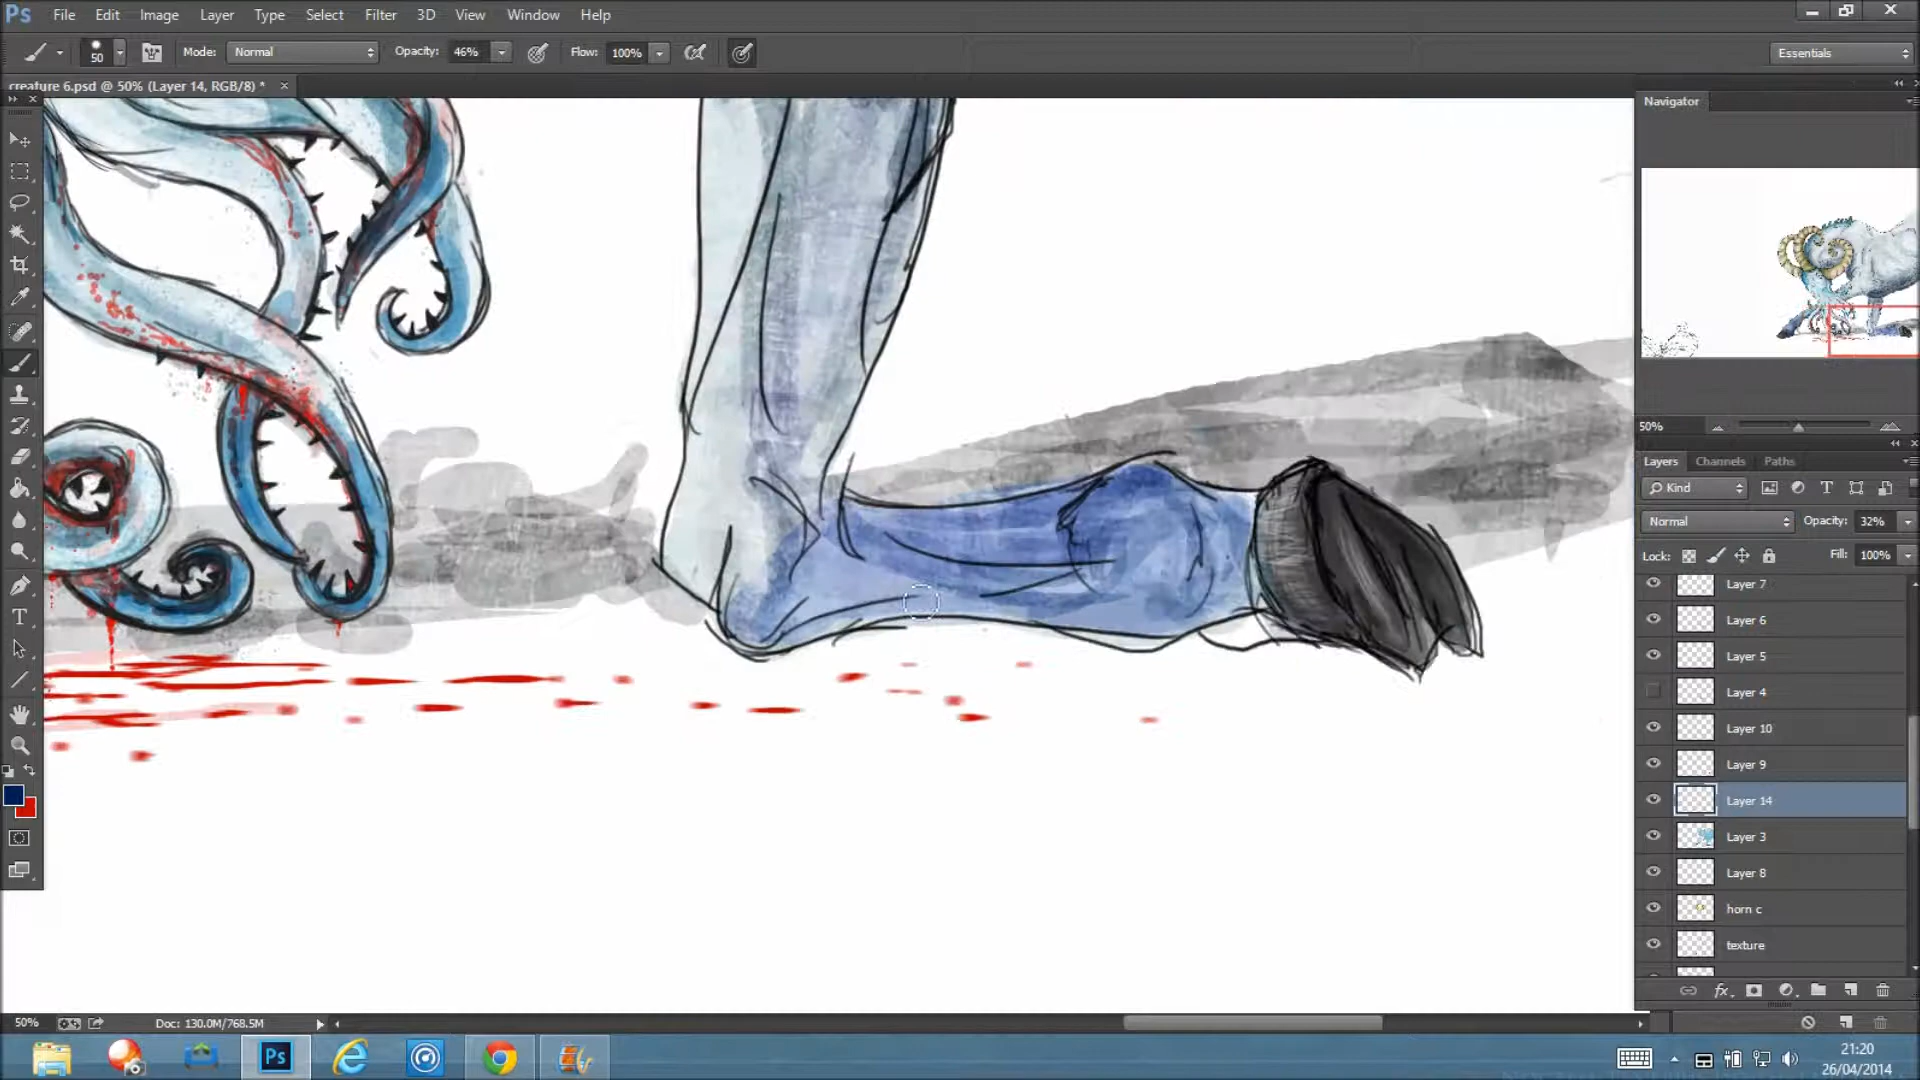 Ps File Edit Image Layer Type Select Filter 3D View Window Help
50 Mode: Normal Opacity: 46% Flow: 100% Essentials
creature 6.psd @ 50% (Layer 14, RGB/8) *
Navigator
50%
Layers Channels Paths
Kind
Normal Opacity: 32%
Lock: Fill: 100%
Layer 7
Layer 6
Layer 5
Layer 4
Layer 10
Layer 9
Layer 14
Layer 3
Layer 8
horn c
texture
50% Doc: 130.0M/768.5M
Ps
21:20
26/04/2014